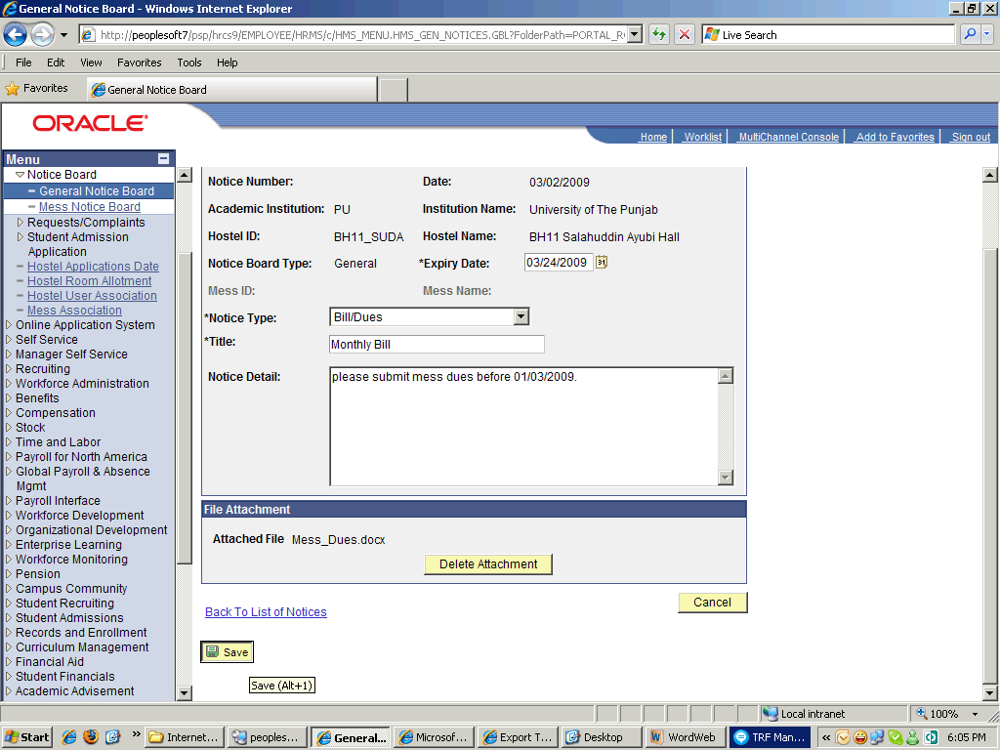 General Notice Board - Windows Internet Explorer
http://peoplesoft7/psp/hrcs9/EMPLOYEE/HRMS/c/HMS_MENU.HMS_GEN_NOTICES.GBL?FolderPath=PORTAL_R
Live Search
File Edit View Favorites Tools Help
Favorites General Notice Board
ORACLE®
Home Worklist MultiChannel Console Add to Favorites Sign out
Menu
Notice Board
General Notice Board
Mess Notice Board
Requests/Complaints
Student Admission
Application
Hostel Applications Date
Hostel Room Allotment
Hostel User Association
Mess Association
Online Application System
Self Service
Manager Self Service
Recruiting
Workforce Administration
Benefits
Compensation
Stock
Time and Labor
Payroll for North America
Global Payroll & Absence
Mgmt
Payroll Interface
Workforce Development
Organizational Development
Enterprise Learning
Workforce Monitoring
Pension
Campus Community
Student Recruiting
Student Admissions
Records and Enrollment
Curriculum Management
Financial Aid
Student Financials
Academic Advisement
Notice Number: Date: 03/02/2009
Academic Institution: PU Institution Name: University of The Punjab
Hostel ID: BH11_SUDA Hostel Name: BH11 Salahuddin Ayubi Hall
Notice Board Type: General *Expiry Date: 03/24/2009 31
Mess ID: Mess Name:
*Notice Type: Bill/Dues
*Title: Monthly Bill
Notice Detail: please submit mess dues before 01/03/2009.
File Attachment
Attached File Mess_Dues.docx
Delete Attachment
Cancel
Back To List of Notices
Save
Save (Alt+1)
Local intranet 100%
Start » Internet... peoples... General... Microsof... Export T... Desktop WordWeb TRF Man... « 6:05 PM